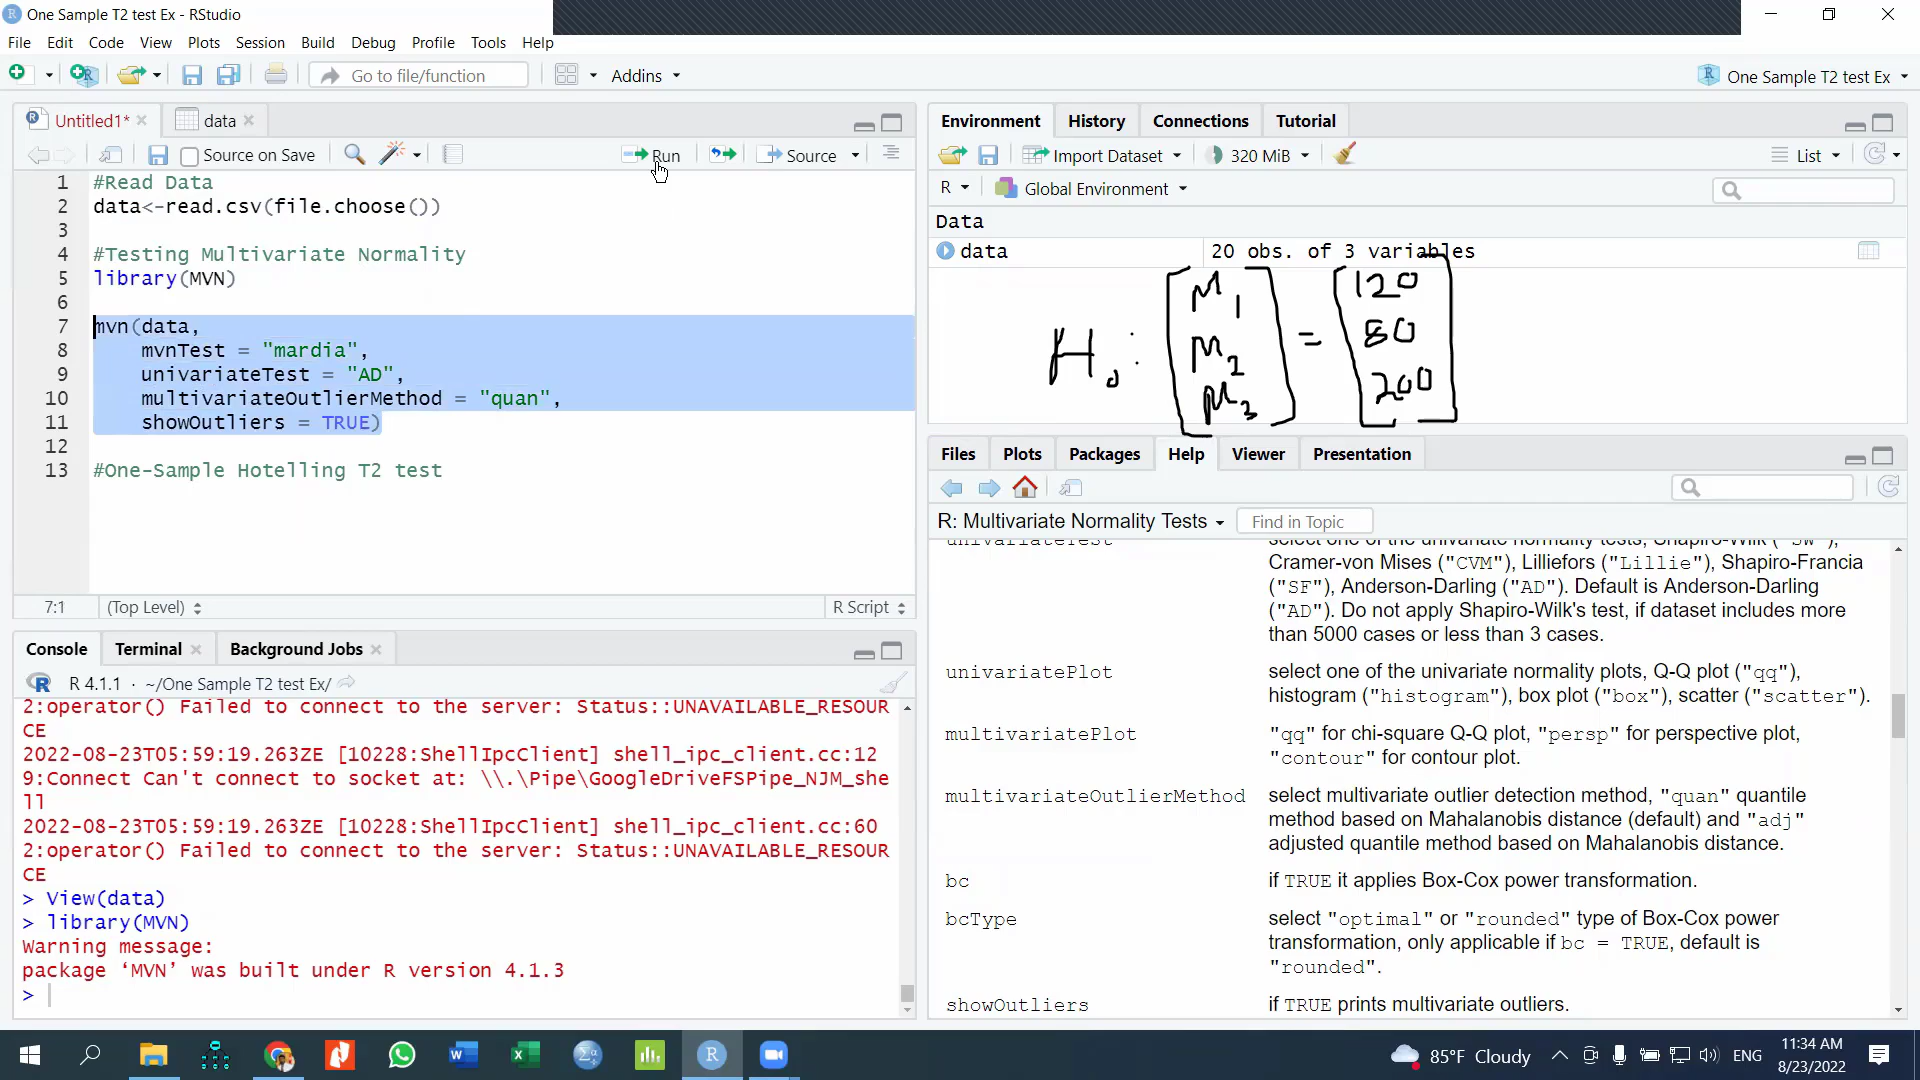 One Sample T2 test Ex - RStudio
File Edit Code View Plots Session Build Debug Profile Tools Help
Go to file/function Addins One Sample T2 test Ex
Untitled1* data
Source on Save Run Source
1 #Read Data
2 data<-read.csv(file.choose())
3
4 #Testing Multivariate Normality
5 library(MVN)
6
7 mvn(data,
8 mvnTest = "mardia",
9 univariateTest = "AD",
10 multivariateOutlierMethod = "quan",
11 showOutliers = TRUE)
12
13 #One-Sample Hotelling T2 test
7:1 (Top Level) R Script
Console Terminal Background Jobs
R 4.1.1 · ~/One Sample T2 test Ex/
2:operator() Failed to connect to the server: Status::UNAVAILABLE_RESOUR
CE
2022-08-23T05:59:19.263ZE [10228:ShellIpcClient] shell_ipc_client.cc:12
9:Connect Can't connect to socket at: \\.\Pipe\GoogleDriveFSPipe_NJM_she
ll
2022-08-23T05:59:19.263ZE [10228:ShellIpcClient] shell_ipc_client.cc:60
2:operator() Failed to connect to the server: Status::UNAVAILABLE_RESOUR
CE
> View(data)
> library(MVN)
Warning message:
package ‘MVN’ was built under R version 4.1.3
>
Environment History Connections Tutorial
Import Dataset 320 MiB List
R Global Environment
Data
data 20 obs. of 3 variables
M1 120
H0 : M2 = 80
M3 200
Files Plots Packages Help Viewer Presentation
R: Multivariate Normality Tests Find in Topic
univariateTest select one of the univariate normality tests, Shapiro-Wilk ("SW"),
Cramer-von Mises ("CVM"), Lilliefors ("Lillie"), Shapiro-Francia
("SF"), Anderson-Darling ("AD"). Default is Anderson-Darling
("AD"). Do not apply Shapiro-Wilk's test, if dataset includes more
than 5000 cases or less than 3 cases.
univariatePlot select one of the univariate normality plots, Q-Q plot ("qq"),
histogram ("histogram"), box plot ("box"), scatter ("scatter").
multivariatePlot "qq" for chi-square Q-Q plot, "persp" for perspective plot,
"contour" for contour plot.
multivariateOutlierMethod select multivariate outlier detection method, "quan" quantile
method based on Mahalanobis distance (default) and "adj"
adjusted quantile method based on Mahalanobis distance.
bc if TRUE it applies Box-Cox power transformation.
bcType select "optimal" or "rounded" type of Box-Cox power
transformation, only applicable if bc = TRUE, default is
"rounded".
showOutliers if TRUE prints multivariate outliers.
85°F Cloudy ENG 11:34 AM
8/23/2022